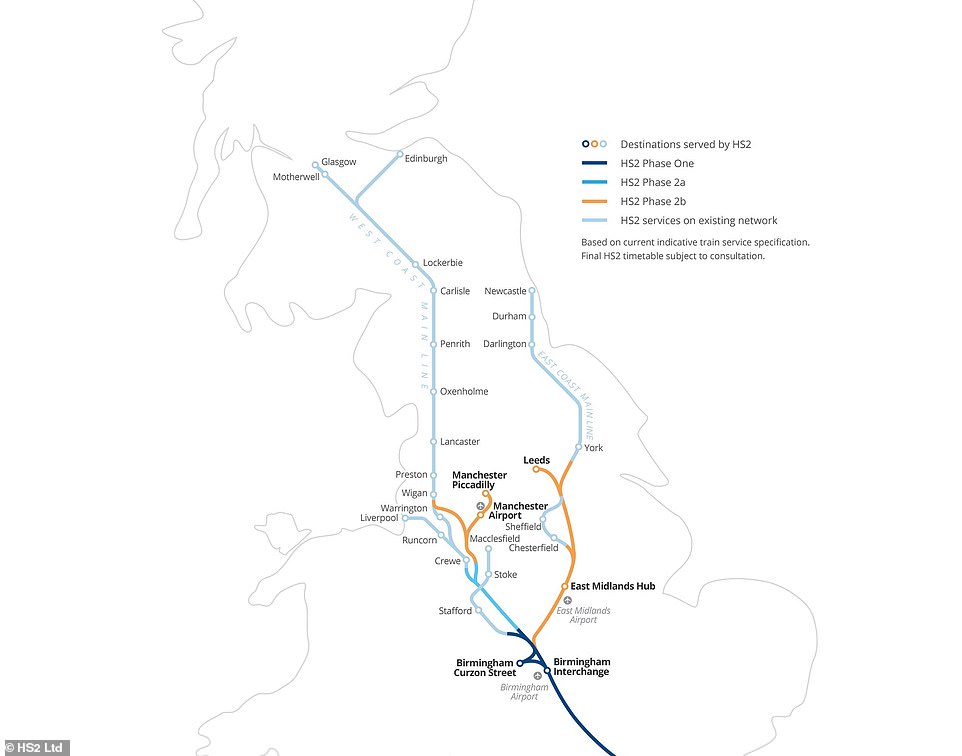 Destinations served by HS2
HS2 Phase One
HS2 Phase 2a
HS2 Phase 2b
HS2 services on existing network
Based on current indicative train service specification.
Final HS2 timetable subject to consultation.
Glasgow
Edinburgh
Motherwell
WEST COAST MAIN LINE
Lockerbie
Carlisle
Newcastle
Durham
Penrith
Darlington
EAST COAST MAIN LINE
Oxenholme
Lancaster
York
Leeds
Preston
Manchester
Piccadilly
Wigan
Manchester
Airport
Warrington
Liverpool
Sheffield
Runcorn
Macclesfield
Chesterfield
Crewe
Stoke
East Midlands Hub
East Midlands
Airport
Stafford
Birmingham
Curzon Street
Birmingham
Interchange
Birmingham
Airport
© HS2 Ltd